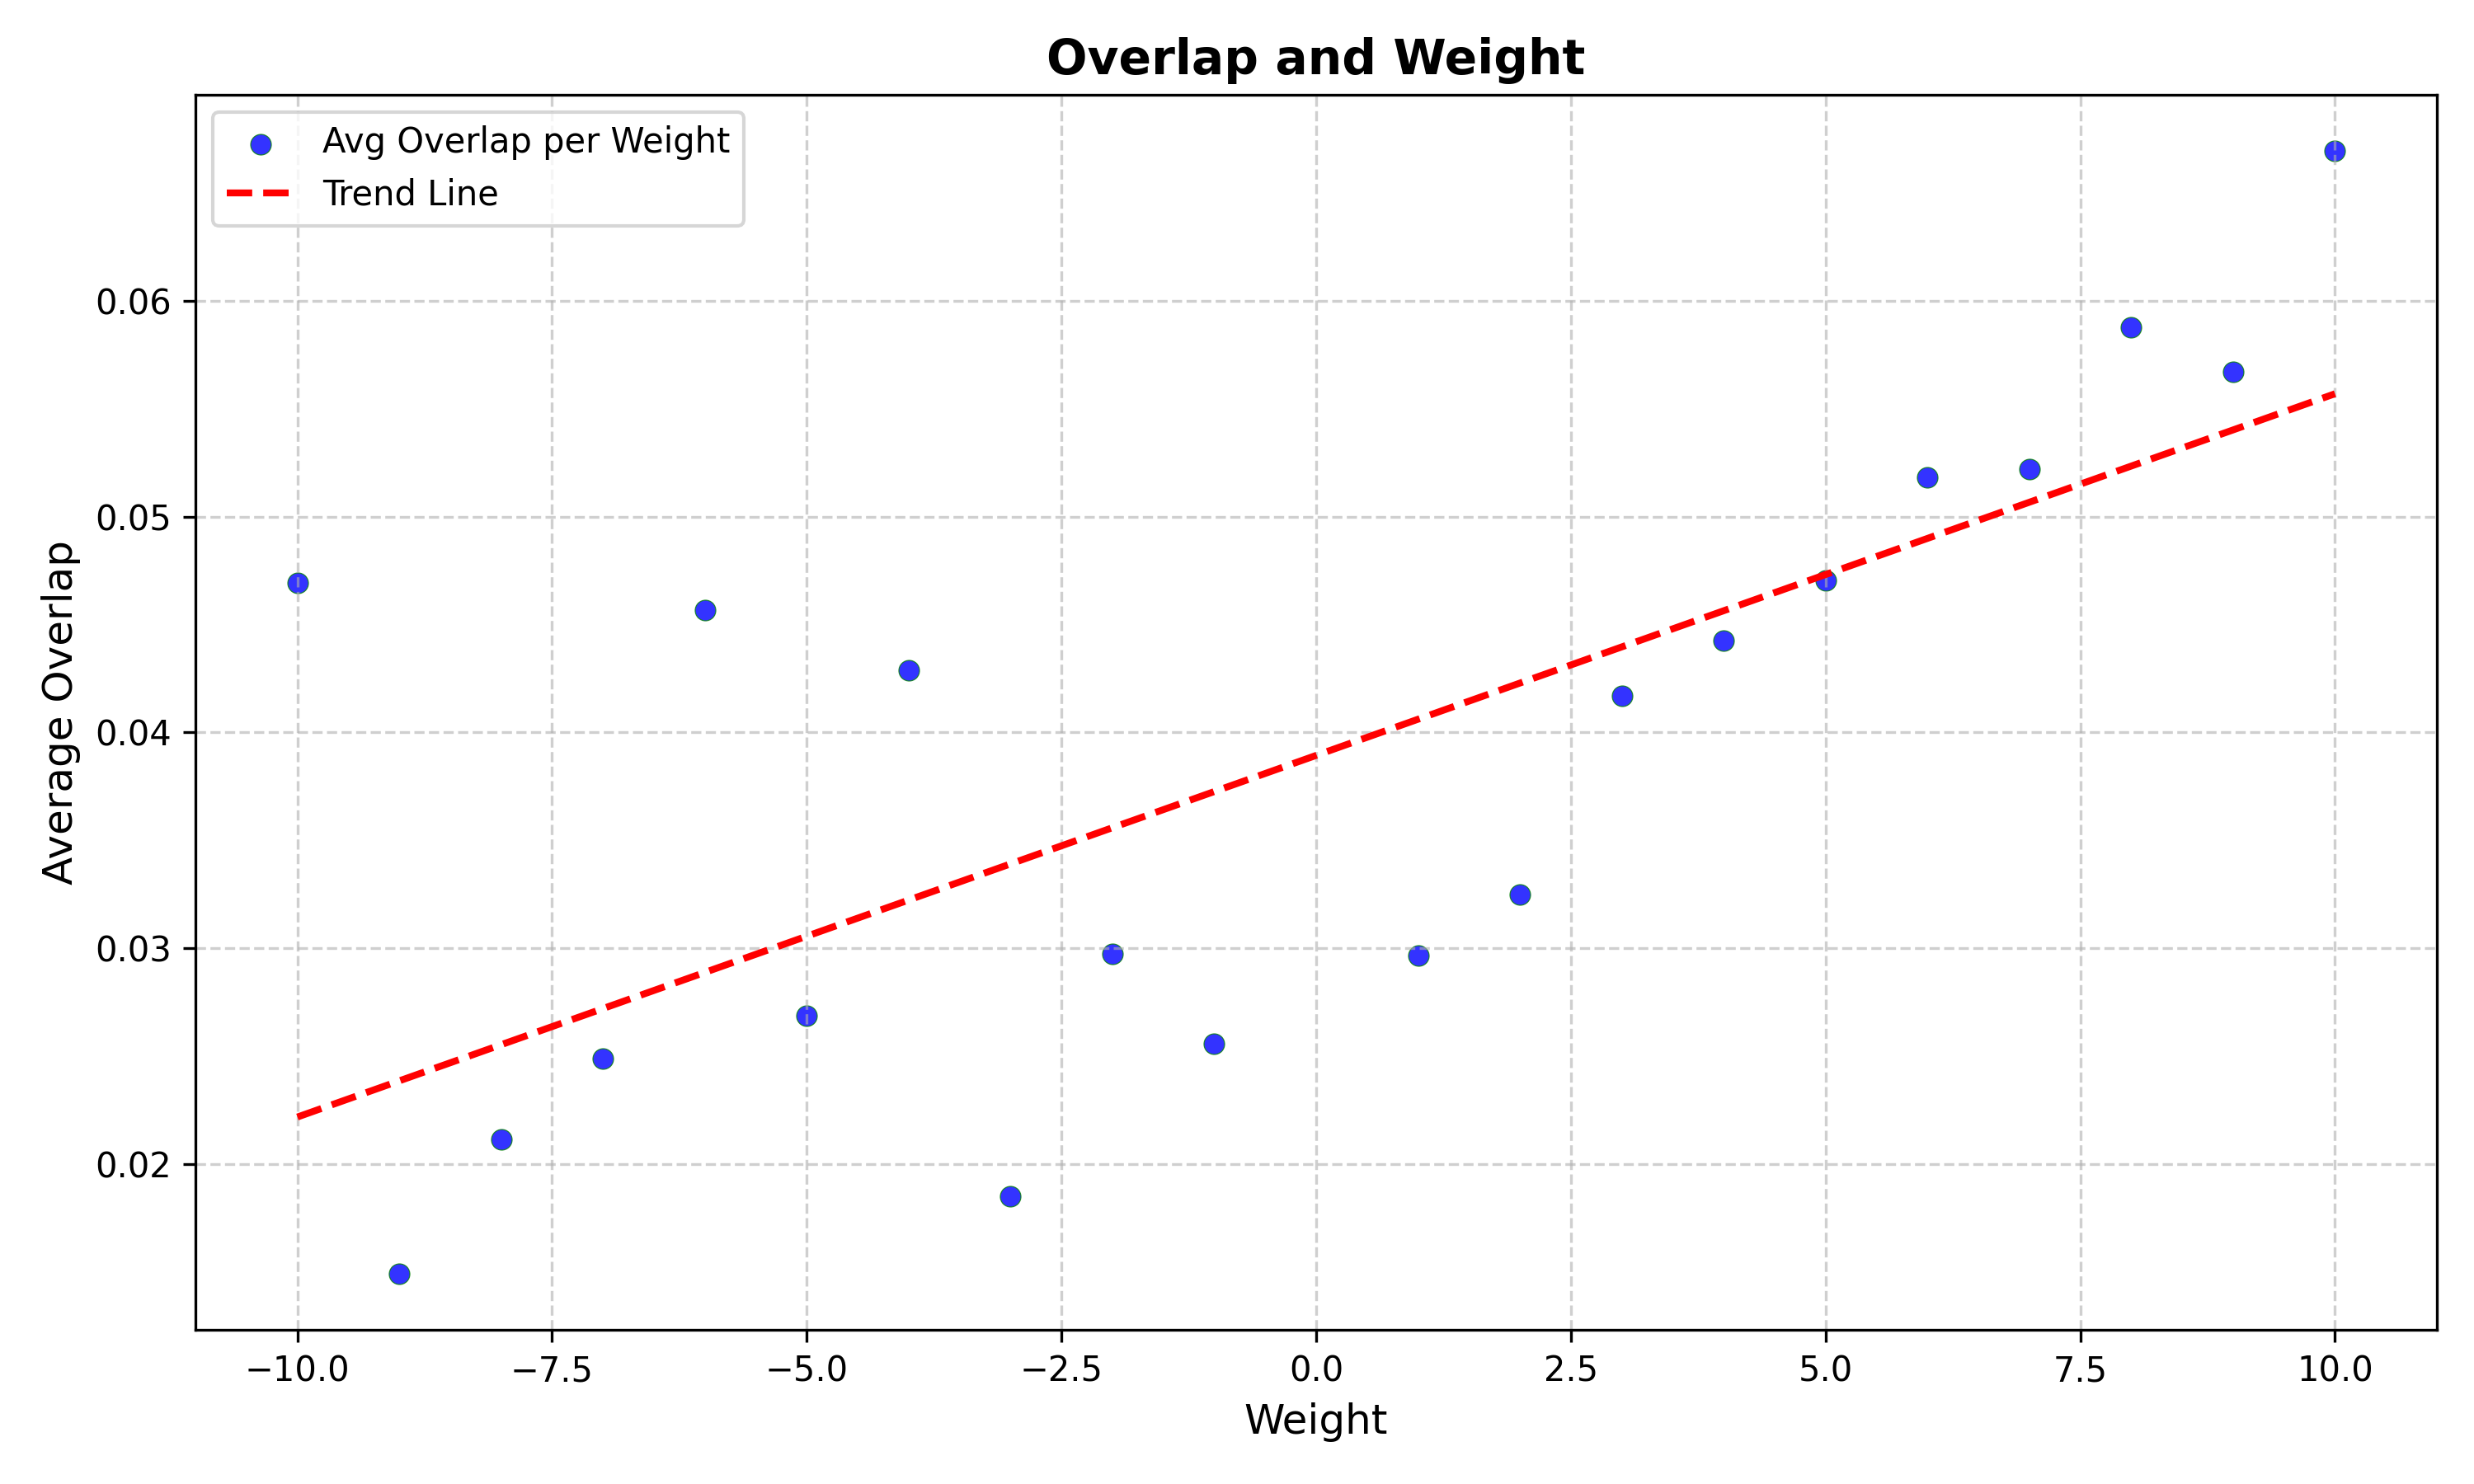 Overlap and Weight
Avg Overlap per Weight
Trend Line
Average Overlap
0.06
0.05
0.04
0.03
0.02
−10.0 −7.5 −5.0 −2.5 0.0 2.5 5.0 7.5 10.0
Weight